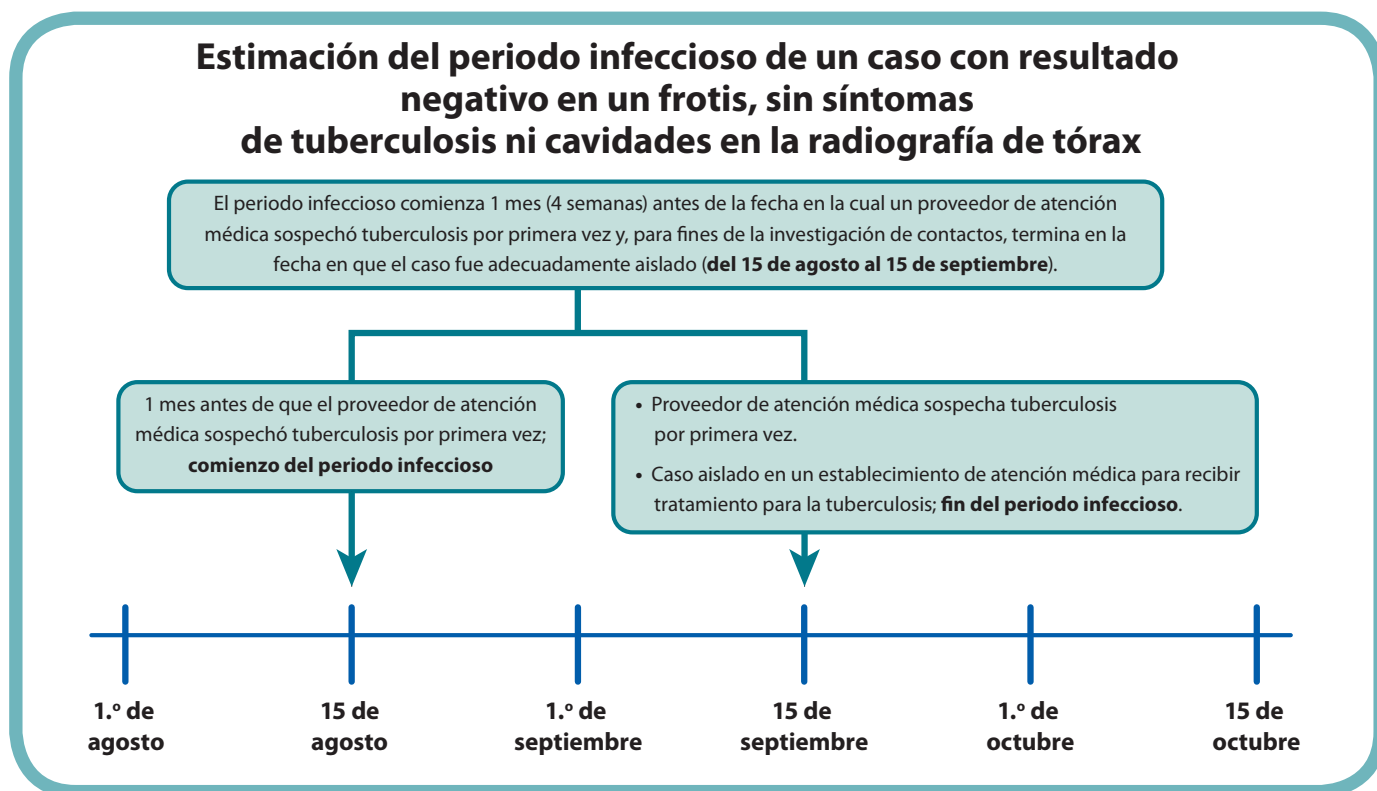 Estimación del periodo infeccioso de un caso con resultado
negativo en un frotis, sin síntomas
de tuberculosis ni cavidades en la radiografía de tórax
El periodo infeccioso comienza 1 mes (4 semanas) antes de la fecha en la cual un proveedor de atención
médica sospechó tuberculosis por primera vez y, para fines de la investigación de contactos, termina en la
fecha en que el caso fue adecuadamente aislado (del 15 de agosto al 15 de septiembre).
1 mes antes de que el proveedor de atención
médica sospechó tuberculosis por primera vez;
comienzo del periodo infeccioso
• Proveedor de atención médica sospecha tuberculosis
por primera vez.
• Caso aislado en un establecimiento de atención médica para recibir
tratamiento para la tuberculosis; fin del periodo infeccioso.
1.º de
agosto
15 de
agosto
1.º de
septiembre
15 de
septiembre
1.º de
octubre
15 de
octubre